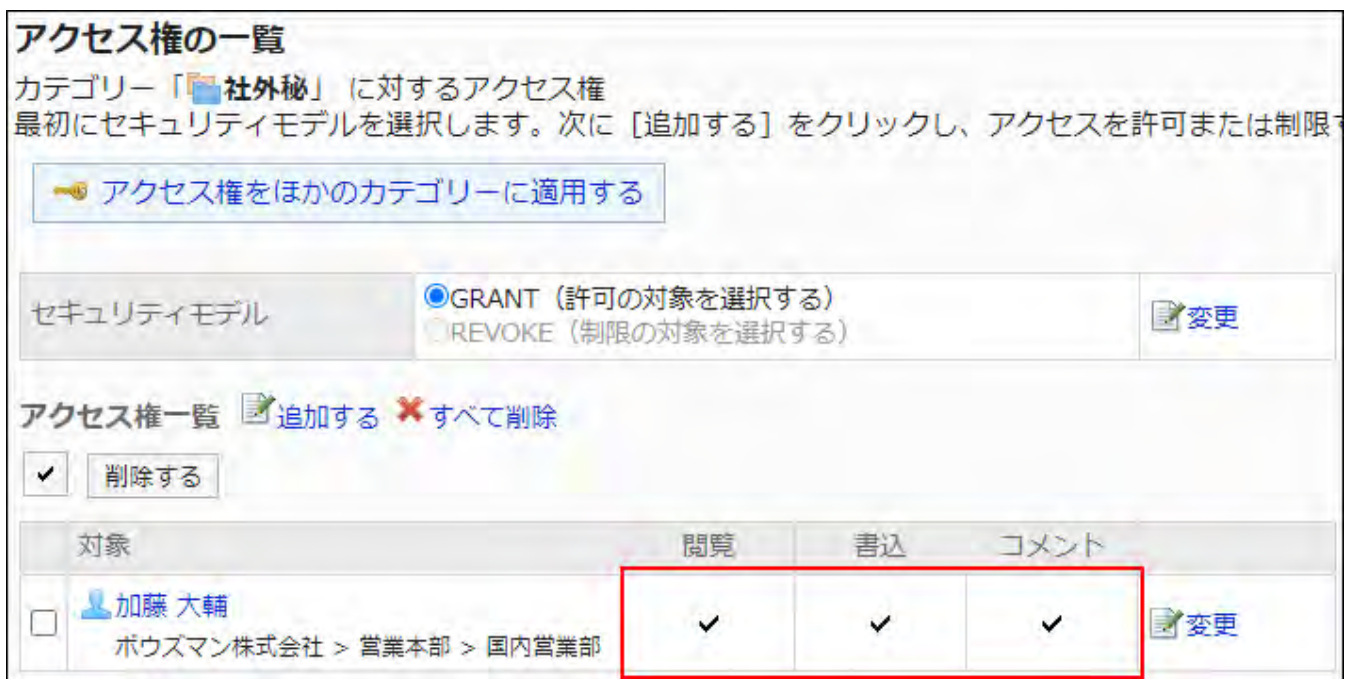 アクセス権の一覧
カテゴリー「社外秘」 に対するアクセス権
最初にセキュリティモデルを選択します。次に [追加する] をクリックし、アクセスを許可または制限
アクセス権をほかのカテゴリーに適用する
セキュリティモデル
GRANT（許可の対象を選択する）
REVOKE（制限の対象を選択する）
変更
アクセス権一覧 追加する すべて削除
削除する
対象 閲覧 書込 コメント
加藤 大輔
ボウズマン株式会社 > 営業本部 > 国内営業部
変更